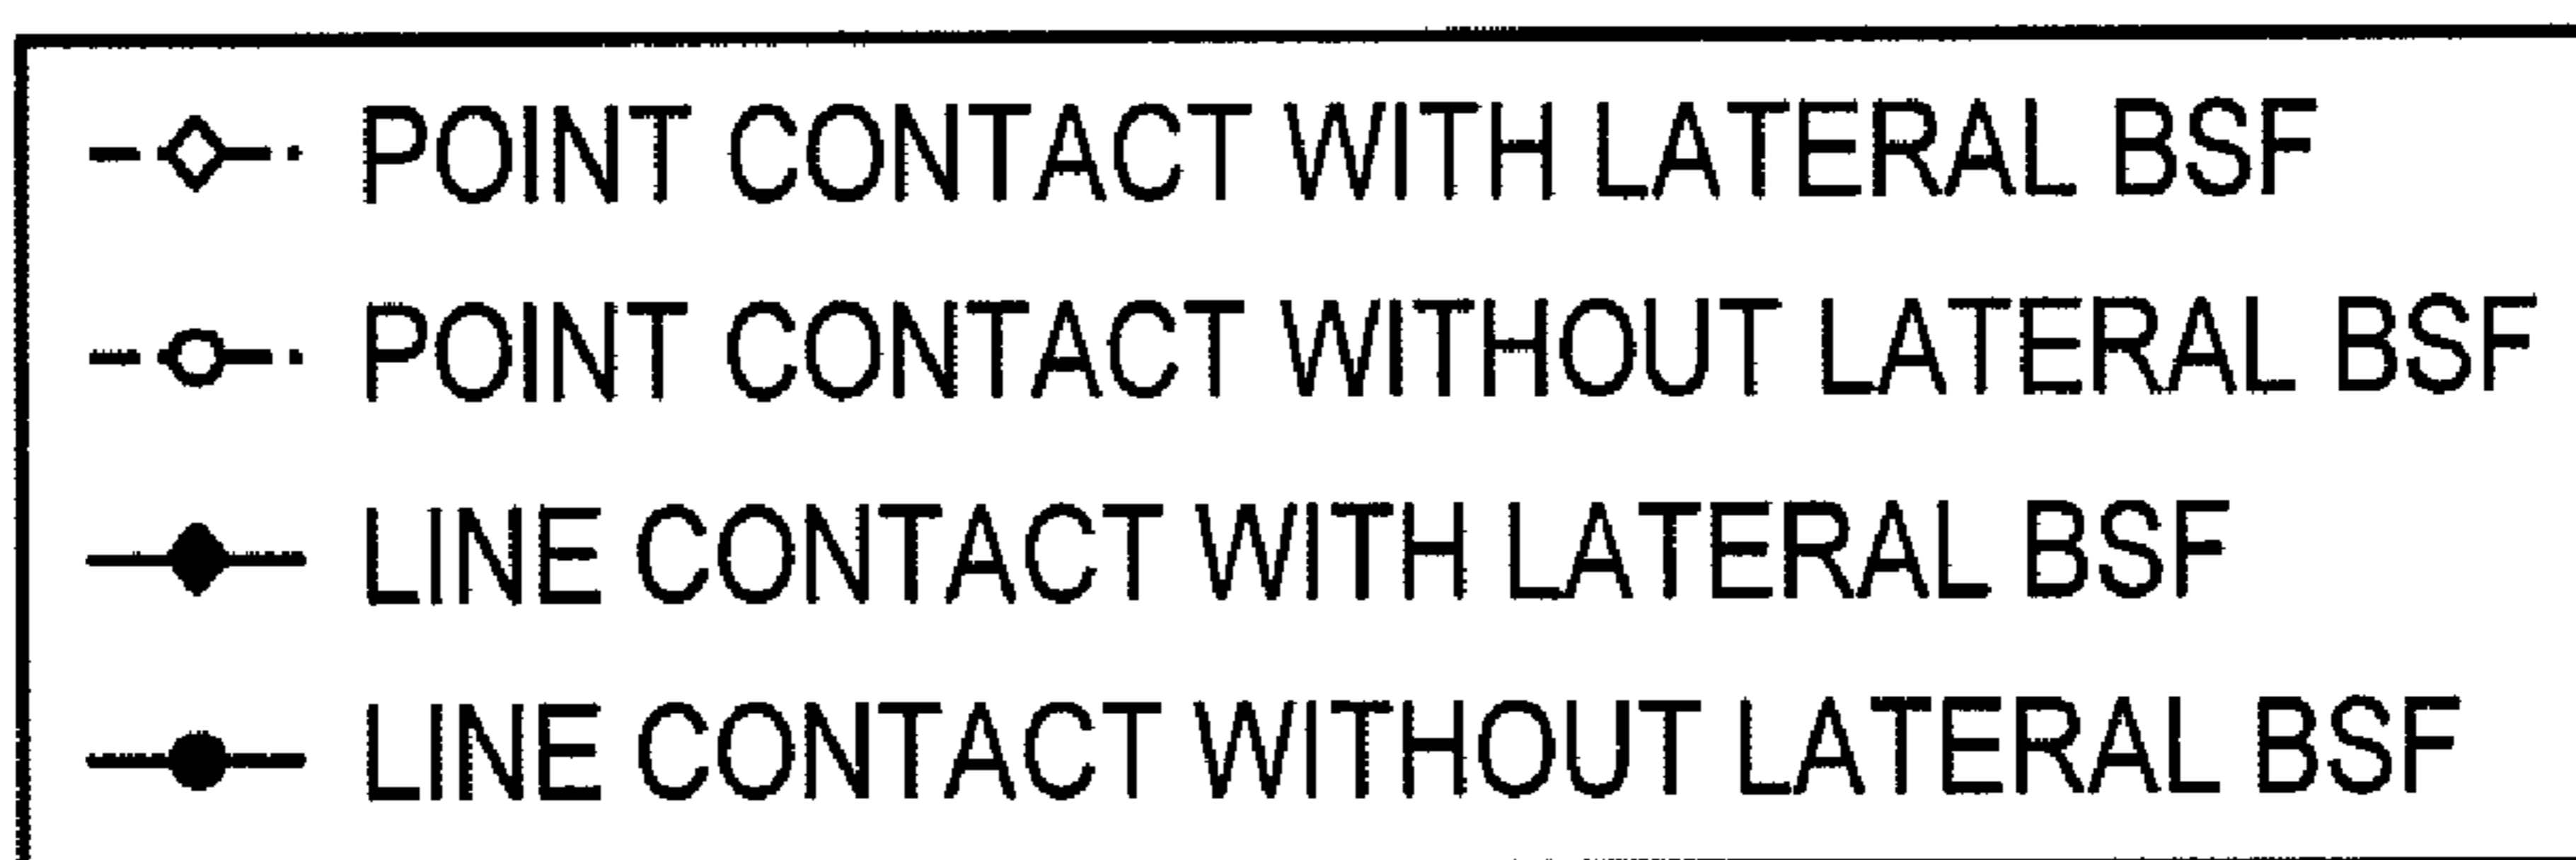 POINT CONTACT WITH LATERAL BSF
POINT CONTACT WITHOUT LATERAL BSF
LINE CONTACT WITH LATERAL BSF
LINE CONTACT WITHOUT LATERAL BSF